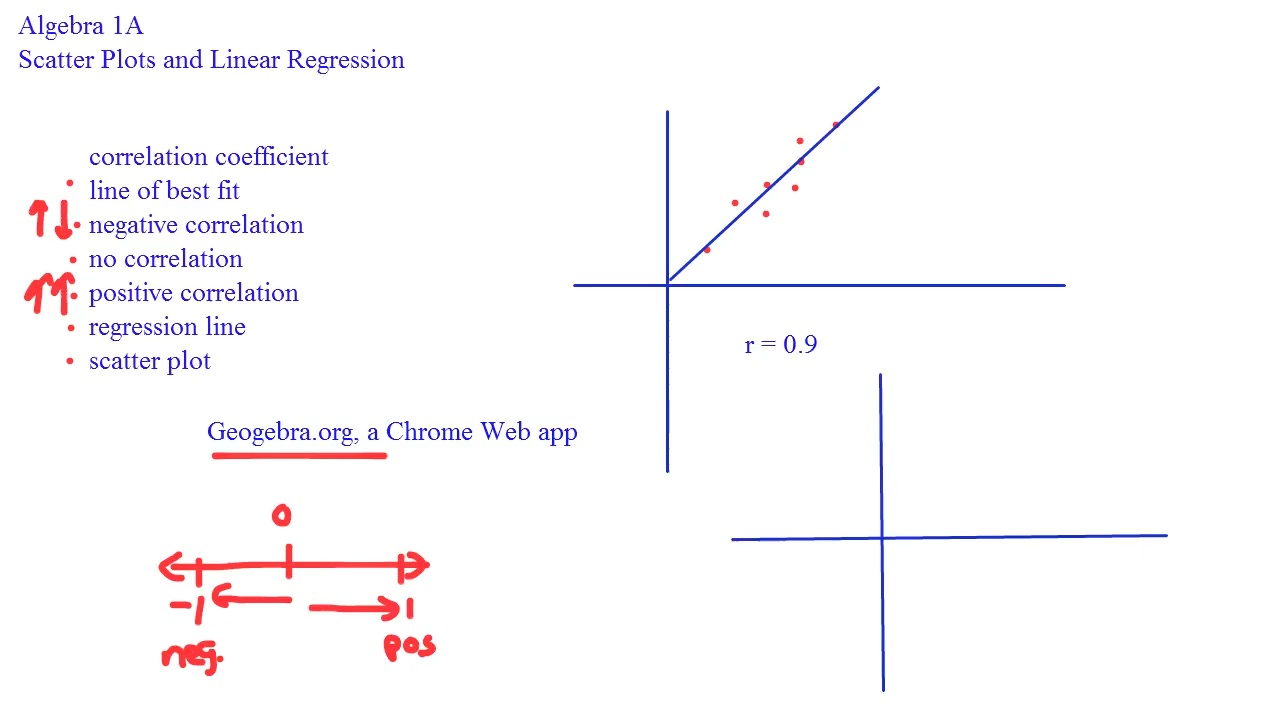 Algebra 1A
Scatter Plots and Linear Regression
correlation coefficient
line of best fit
negative correlation
no correlation
positive correlation
regression line
scatter plot
r = 0.9
Geogebra.org, a Chrome Web app
0
-1 1
neg. pos